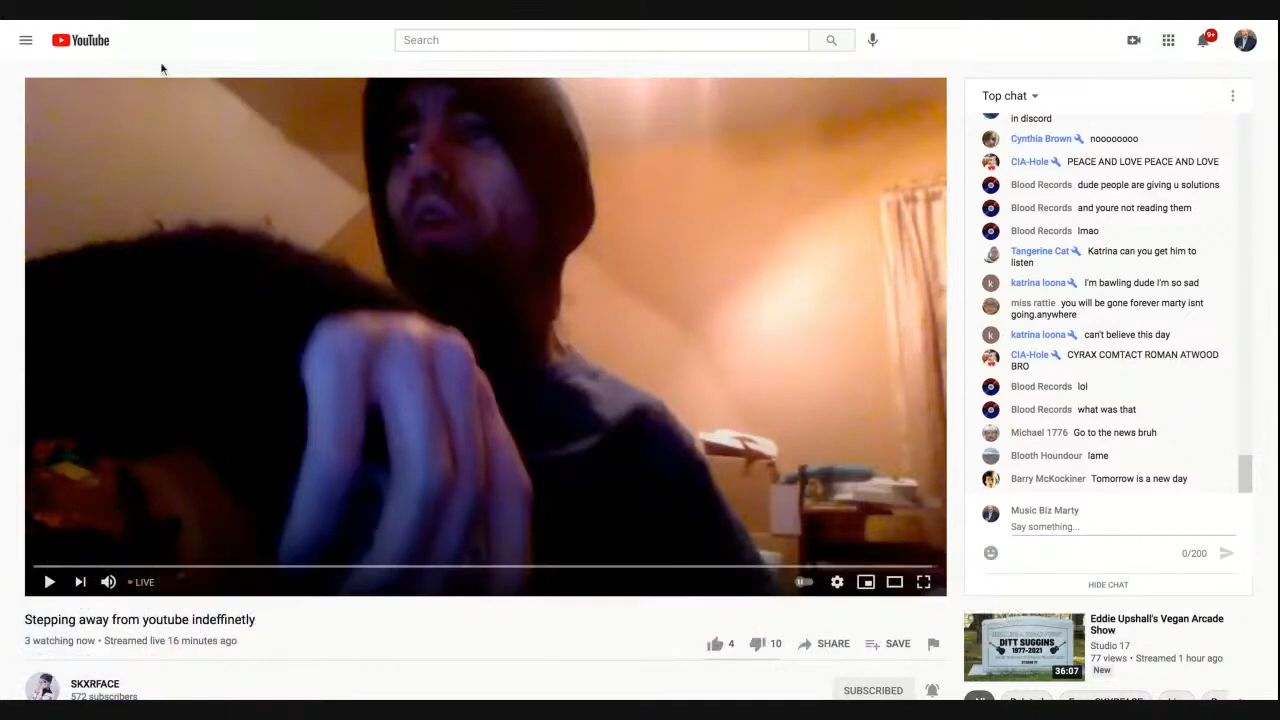 YouTube
Search
9+
Top chat
in discord
Cynthia Brown nooooooooo
CIA-Hole PEACE AND LOVE PEACE AND LOVE
Blood Records dude people are giving u solutions
Blood Records and youre not reading them
Blood Records lmao
Tangerine Cat Katrina can you get him to
listen
k katrina loona I'm bawling dude I'm so sad
miss rattie you will be gone forever marty isnt
going.anywhere
k katrina loona can't believe this day
CIA-Hole CYRAX COMTACT ROMAN ATWOOD
BRO
Blood Records lol
Blood Records what was that
Michael 1776 Go to the news bruh
Blooth Houndour lame
Barry McKockiner Tomorrow is a new day
Music Biz Marty
Say something...
0/200
HIDE CHAT
LIVE
Stepping away from youtube indeffinetly
3 watching now • Streamed live 16 minutes ago
4 10 SHARE SAVE
SKXRFACE
572 subscribers
SUBSCRIBED
DITT SUGGINS
1977-2021
36:07
Eddie Upshall's Vegan Arcade
Show
Studio 17
77 views • Streamed 1 hour ago
New